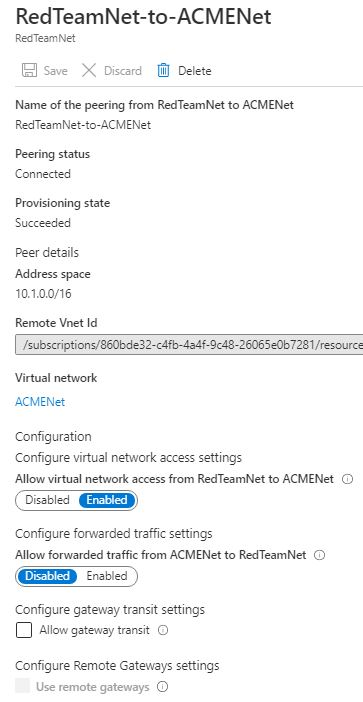 RedTeamNet-to-ACMENet
RedTeamNet
Save Discard Delete
Name of the peering from RedTeamNet to ACMENet
RedTeamNet-to-ACMENet
Peering status
Connected
Provisioning state
Succeeded
Peer details
Address space
10.1.0.0/16
Remote Vnet Id
/subscriptions/860bde32-c4fb-4a4f-9c48-26065e0b7281/resource
Virtual network
ACMENet
Configuration
Configure virtual network access settings
Allow virtual network access from RedTeamNet to ACMENet
Disabled Enabled
Configure forwarded traffic settings
Allow forwarded traffic from ACMENet to RedTeamNet
Disabled Enabled
Configure gateway transit settings
Allow gateway transit
Configure Remote Gateways settings
Use remote gateways